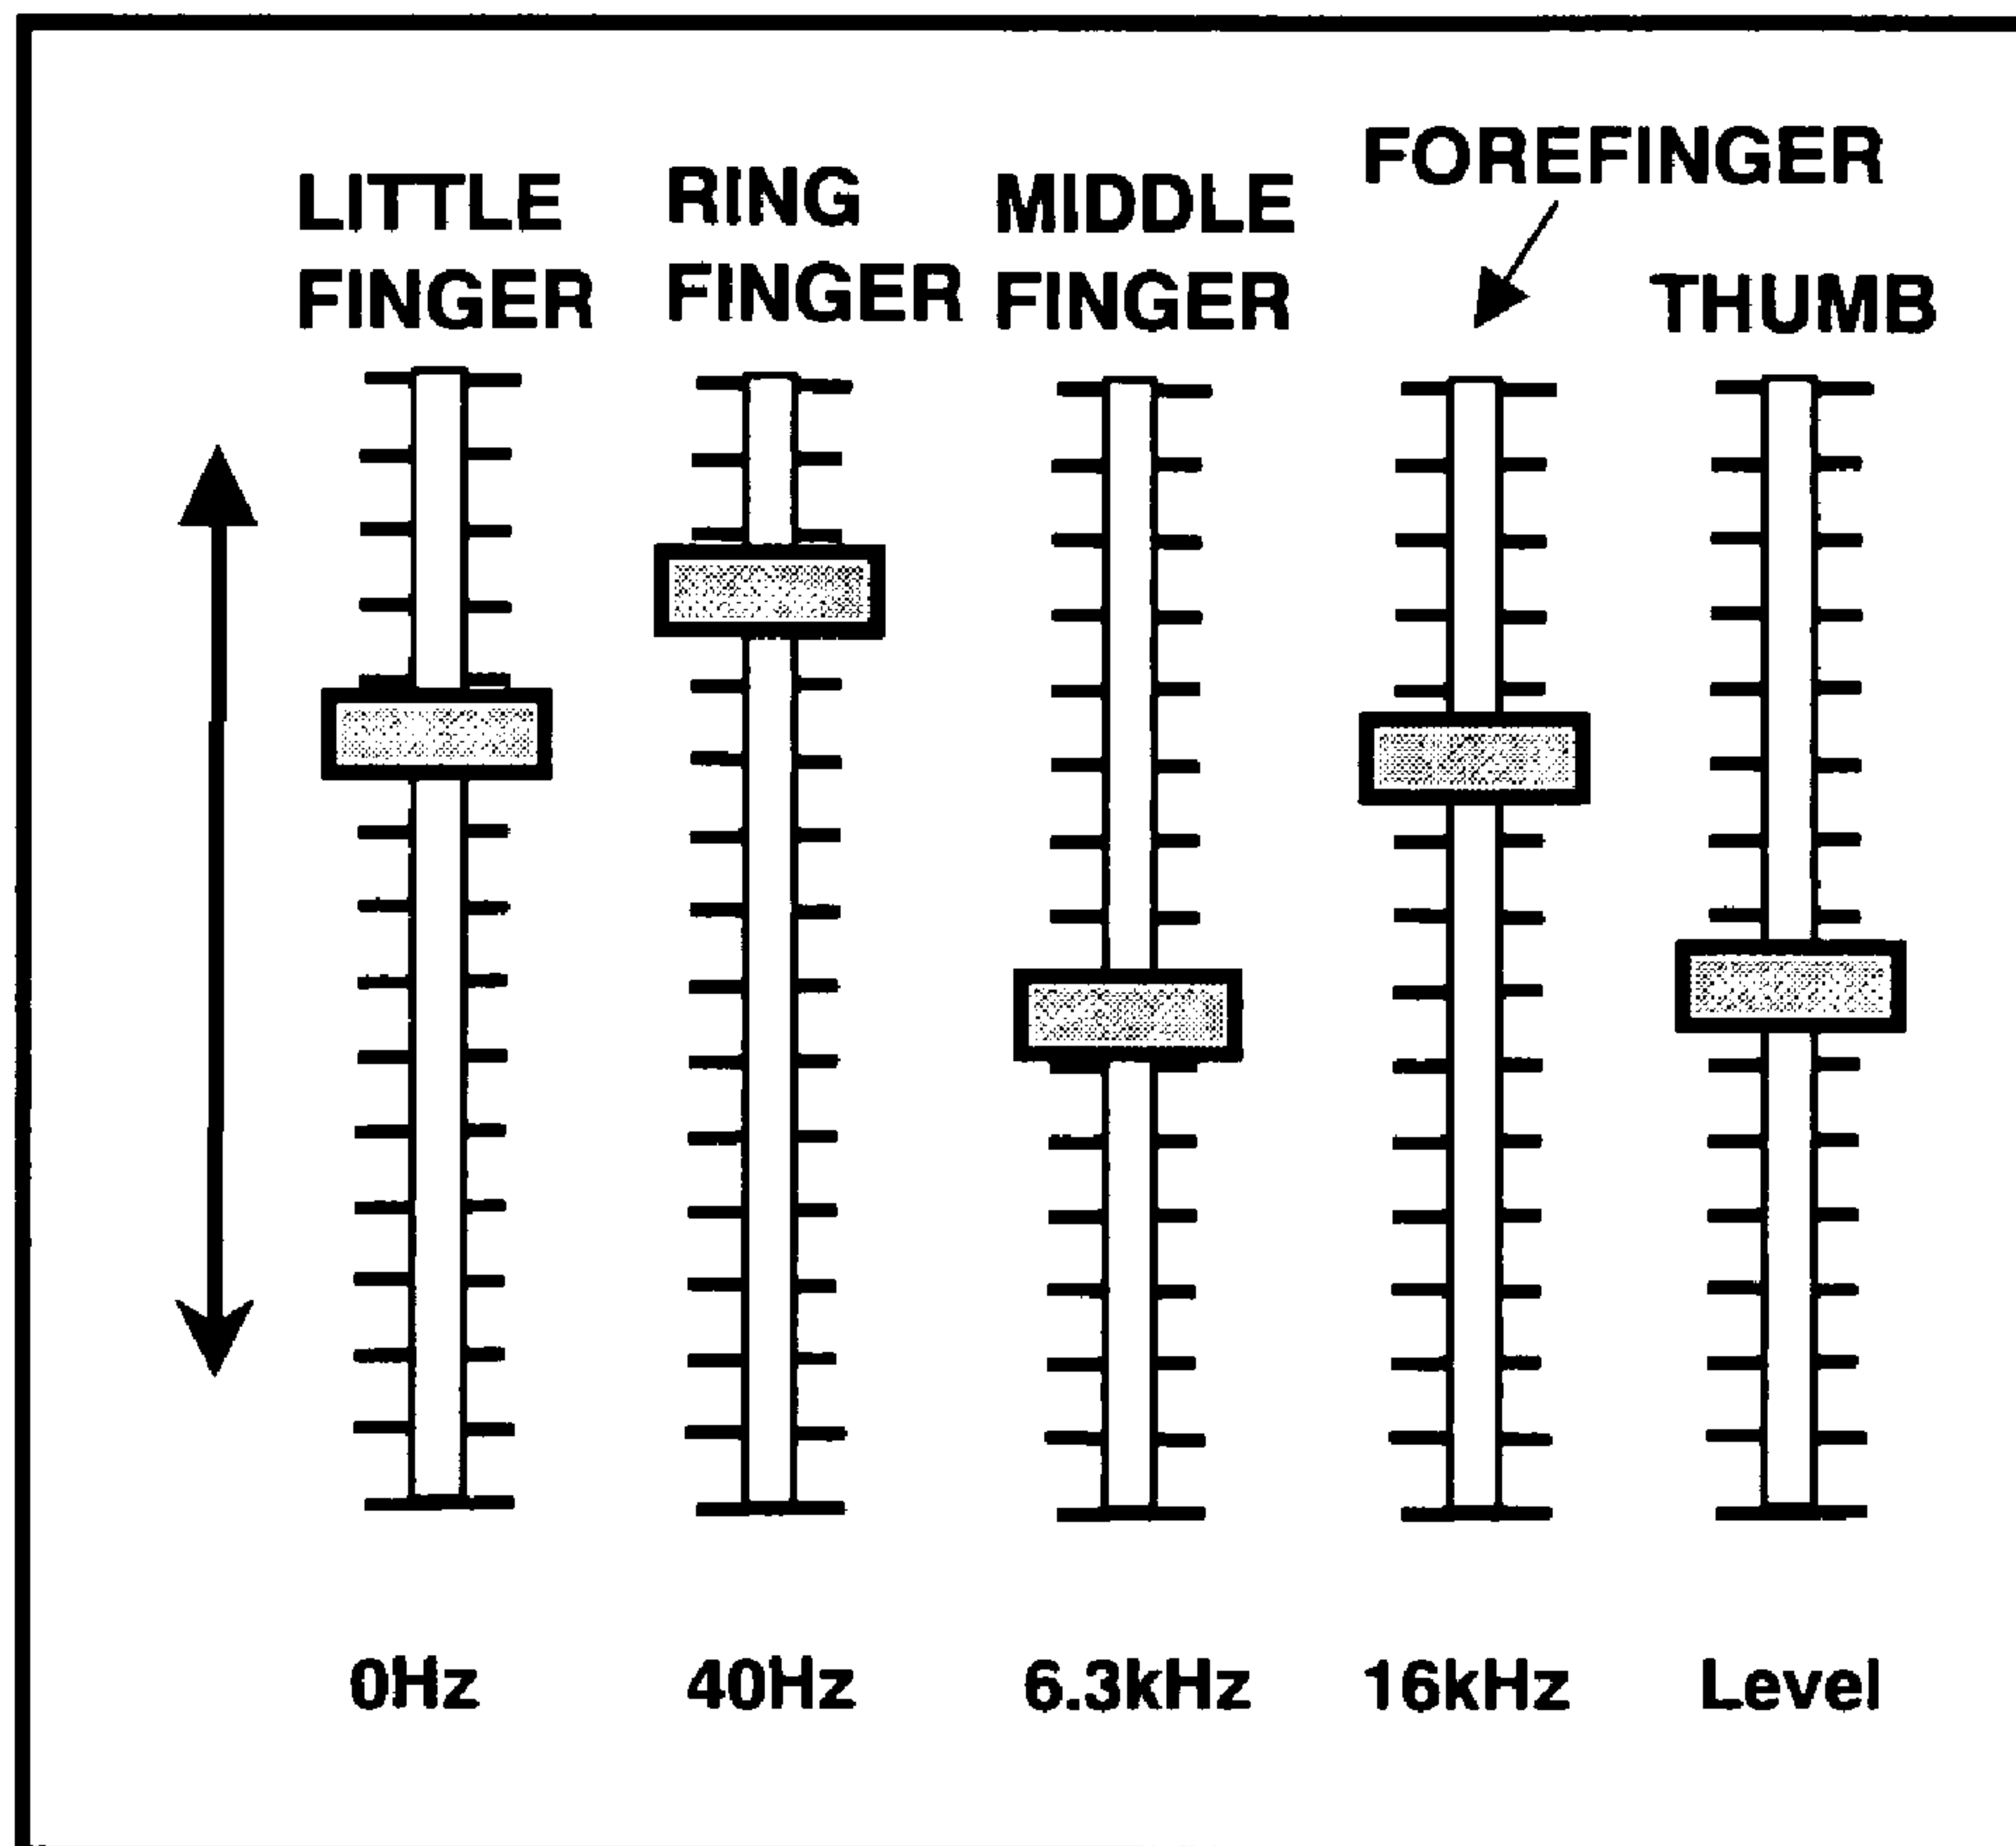 LITTLE
FINGER
RING
FINGER
MIDDLE
FINGER
FOREFINGER
THUMB
0Hz
40Hz
6.3kHz
16kHz
Level